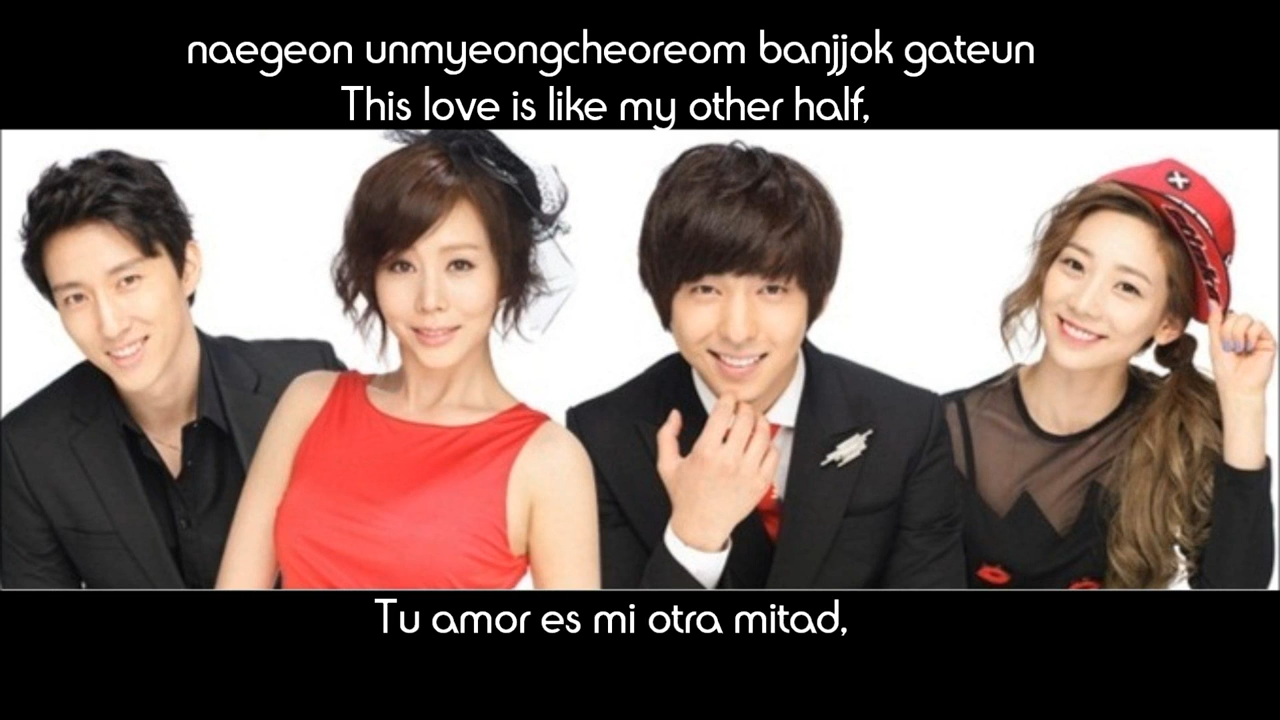 naegeon unmyeongcheoreom banjjok gateun
This love is like my other half,
Tu amor es mi otra mitad,